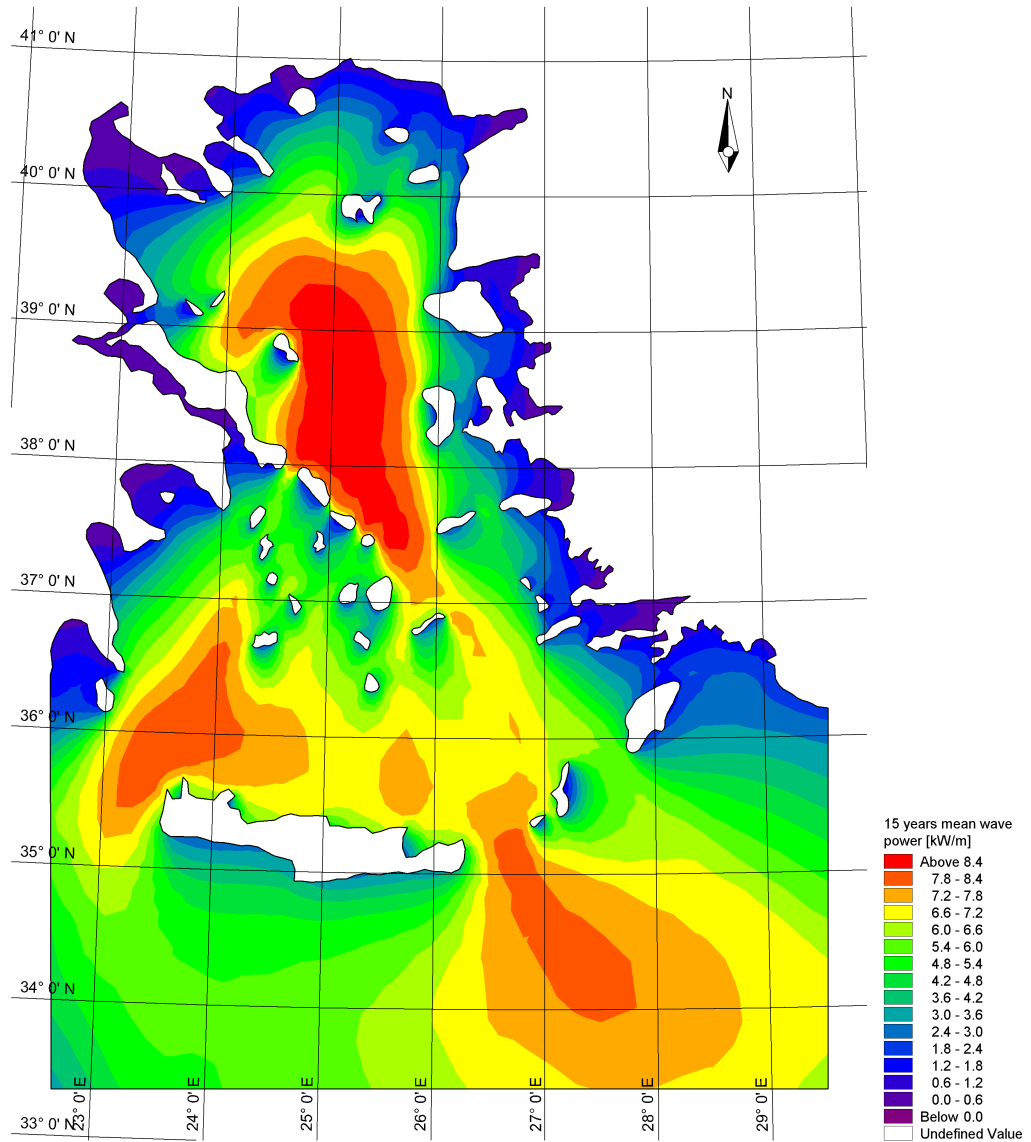 41° 0' N
N
40° 0' N
39° 0' N
38° 0' N
37° 0' N
36° 0' N
35° 0' N
34° 0' N
33° 0' N
23° 0' E
24° 0' E
25° 0' E
26° 0' E
27° 0' E
28° 0' E
29° 0' E
15 years mean wave
power [kW/m]
Above 8.4
7.8 - 8.4
7.2 - 7.8
6.6 - 7.2
6.0 - 6.6
5.4 - 6.0
4.8 - 5.4
4.2 - 4.8
3.6 - 4.2
3.0 - 3.6
2.4 - 3.0
1.8 - 2.4
1.2 - 1.8
0.6 - 1.2
0.0 - 0.6
Below 0.0
Undefined Value